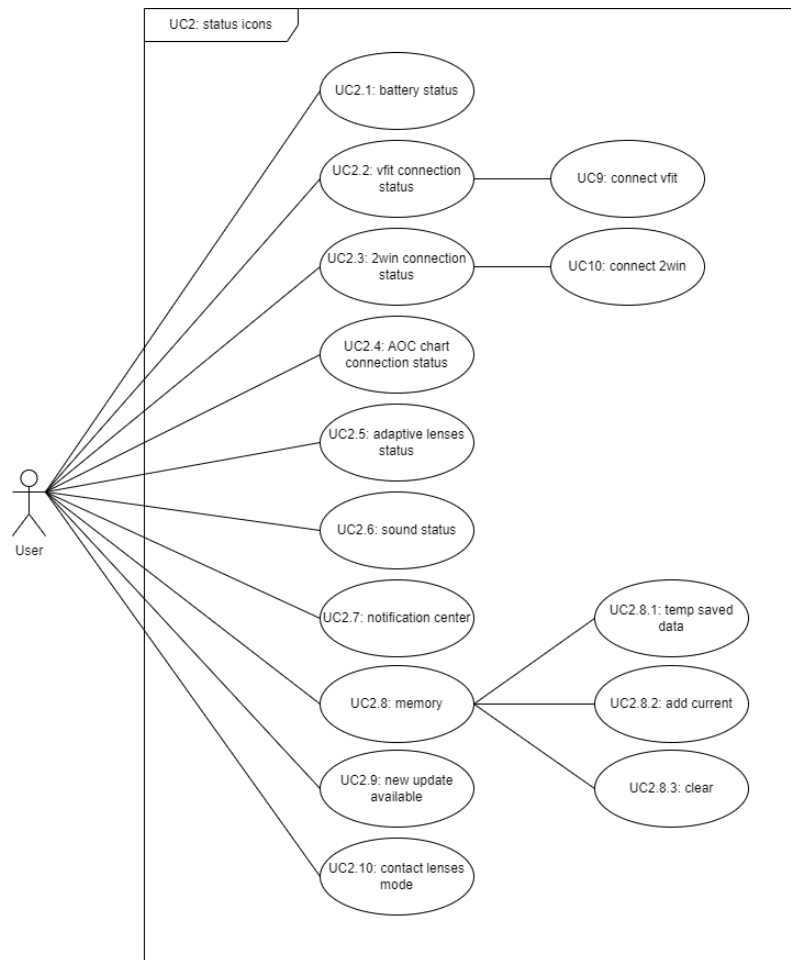 UC2: status icons
UC2.1: battery status
UC2.2: vfit connection
status
UC9: connect vfit
UC2.3: 2win connection
status
UC10: connect 2win
UC2.4: AOC chart
connection status
UC2.5: adaptive lenses
status
User
UC2.6: sound status
UC2.7: notification center
UC2.8: memory
UC2.8.1: temp saved
data
UC2.8.2: add current
UC2.8.3: clear
UC2.9: new update
available
UC2.10: contact lenses
mode